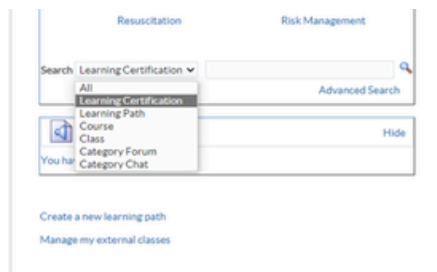 Resuscitation Risk Management
Search Learning Certification
All
Advanced Search
Learning Certification
Learning Path
Course
Hide
Class
Category Forum
You ha
Category Chat
Create a new learning path
Manage my external classes